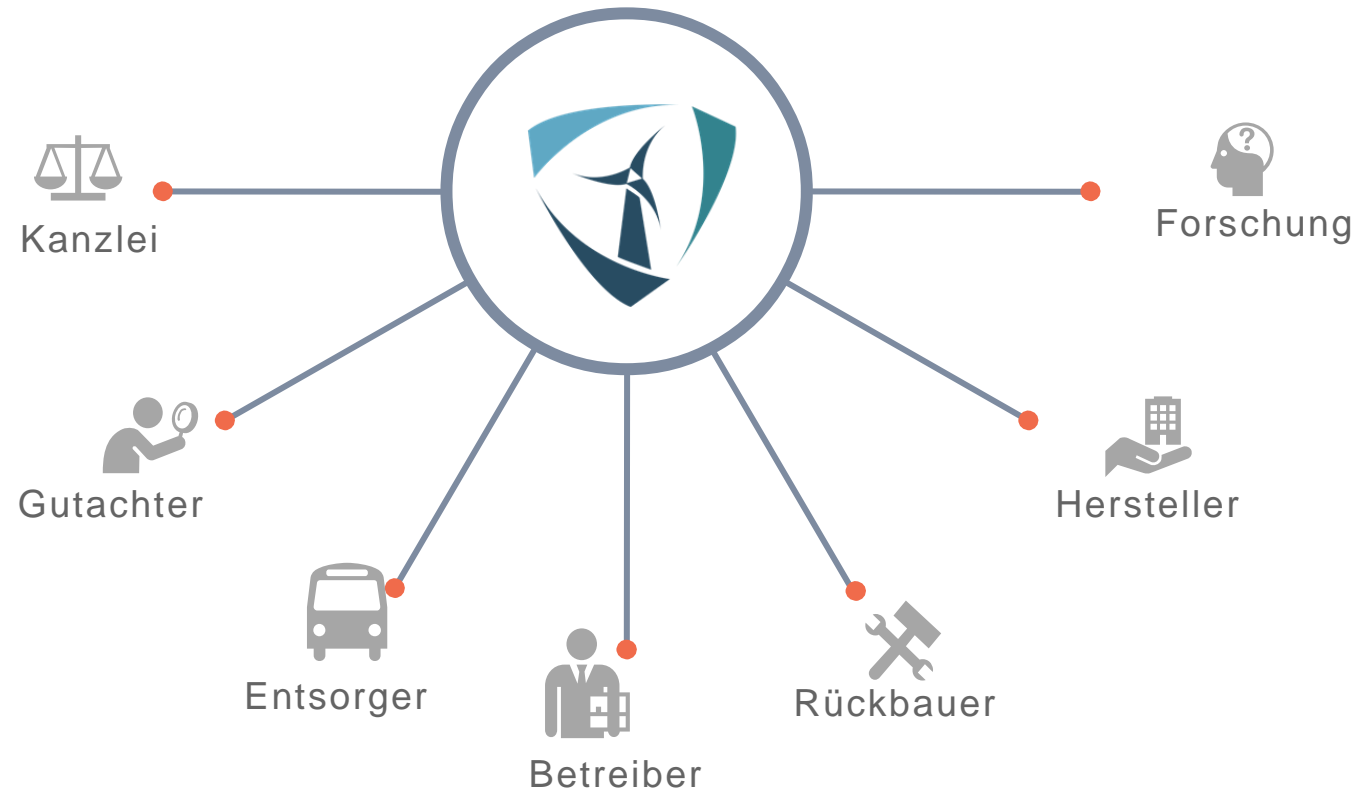 Kanzlei
Forschung
Gutachter
Hersteller
Entsorger
Rückbauer
Betreiber